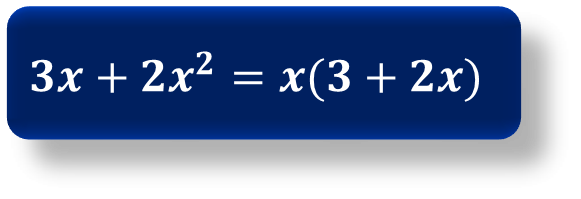 3x + 2x² = x(3 + 2x)